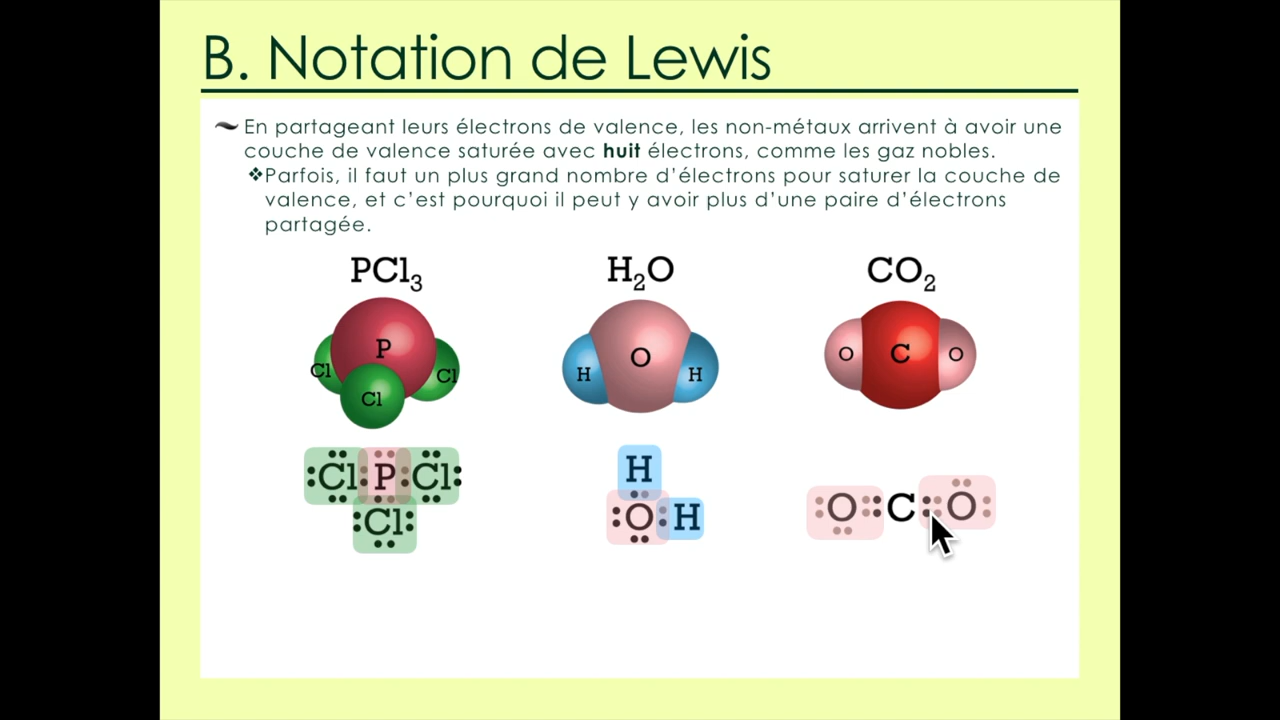 B. Notation de Lewis
En partageant leurs électrons de valence, les non-métaux arrivent à avoir une
couche de valence saturée avec huit électrons, comme les gaz nobles.
❖Parfois, il faut un plus grand nombre d’électrons pour saturer la couche de
valence, et c’est pourquoi il peut y avoir plus d’une paire d’électrons
partagée.
PCl₃ H₂O CO₂
P
Cl Cl
Cl
O
H H
O C O
Cl P Cl
Cl
H
O H
O C O